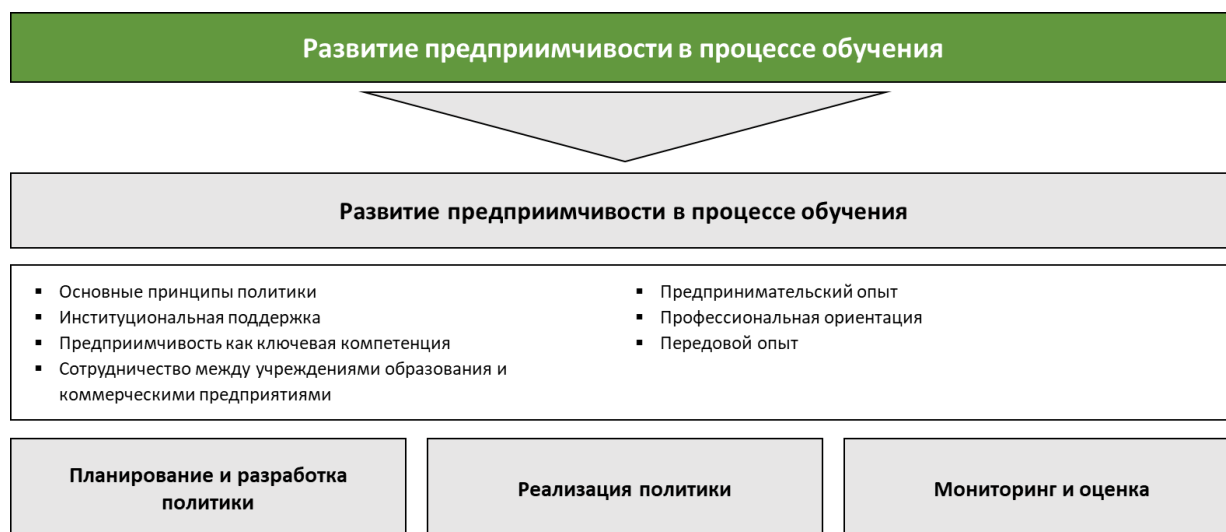 Развитие предприимчивости в процессе обучения
Развитие предприимчивости в процессе обучения
▪ Основные принципы политики
▪ Институциональная поддержка
▪ Предприимчивость как ключевая компетенция
▪ Сотрудничество между учреждениями образования и
коммерческими предприятиями
▪ Предпринимательский опыт
▪ Профессиональная ориентация
▪ Передовой опыт
Планирование и разработка
политики
Реализация политики
Мониторинг и оценка